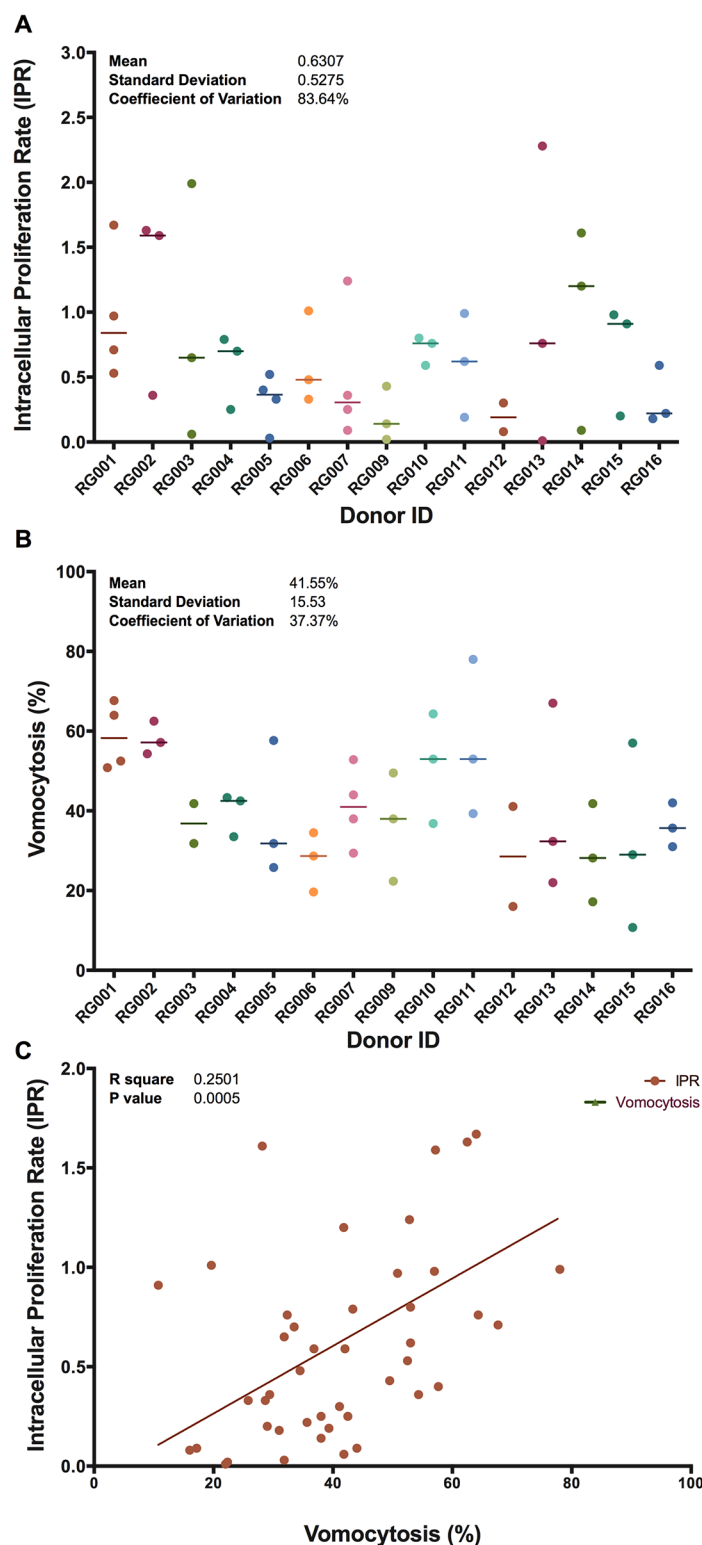 A
Intracellular Proliferation Rate (IPR)
3.0
2.5
2.0
1.5
1.0
0.5
0.0
Mean 0.6307
Standard Deviation 0.5275
Coeffiecient of Variation 83.64%
RG001 RG002 RG003 RG004 RG005 RG006 RG007 RG009 RG010 RG011 RG012 RG013 RG014 RG015 RG016
Donor ID
B
Vomocytosis (%)
100
80
60
40
20
0
Mean 41.55%
Standard Deviation 15.53
Coeffiecient of Variation 37.37%
RG001 RG002 RG003 RG004 RG005 RG006 RG007 RG009 RG010 RG011 RG012 RG013 RG014 RG015 RG016
Donor ID
C
Intracellular Proliferation Rate (IPR)
2.0
1.5
1.0
0.5
0.0
R square 0.2501
P value 0.0005
IPR
Vomocytosis
0 20 40 60 80 100
Vomocytosis (%)